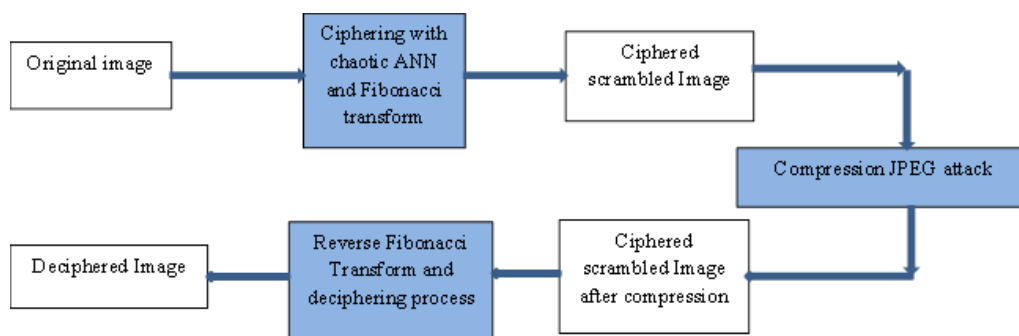 Original image
Ciphering with
chaotic ANN
and Fibonacci
transform
Ciphered
scrambled Image
Compression JPEG attack
Ciphered
scrambled Image
after compression
Reverse Fibonacci
Transform and
deciphering process
Deciphered Image